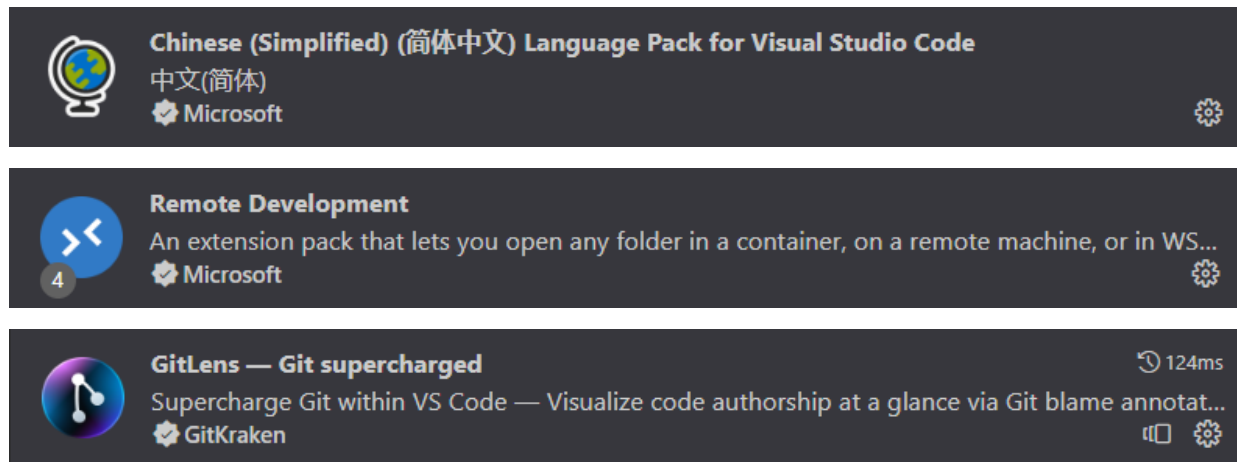 Chinese (Simplified) (简体中文) Language Pack for Visual Studio Code
中文(简体)
Microsoft
Remote Development
An extension pack that lets you open any folder in a container, on a remote machine, or in WS...
4
Microsoft
GitLens — Git supercharged
124ms
Supercharge Git within VS Code — Visualize code authorship at a glance via Git blame annotat...
GitKraken